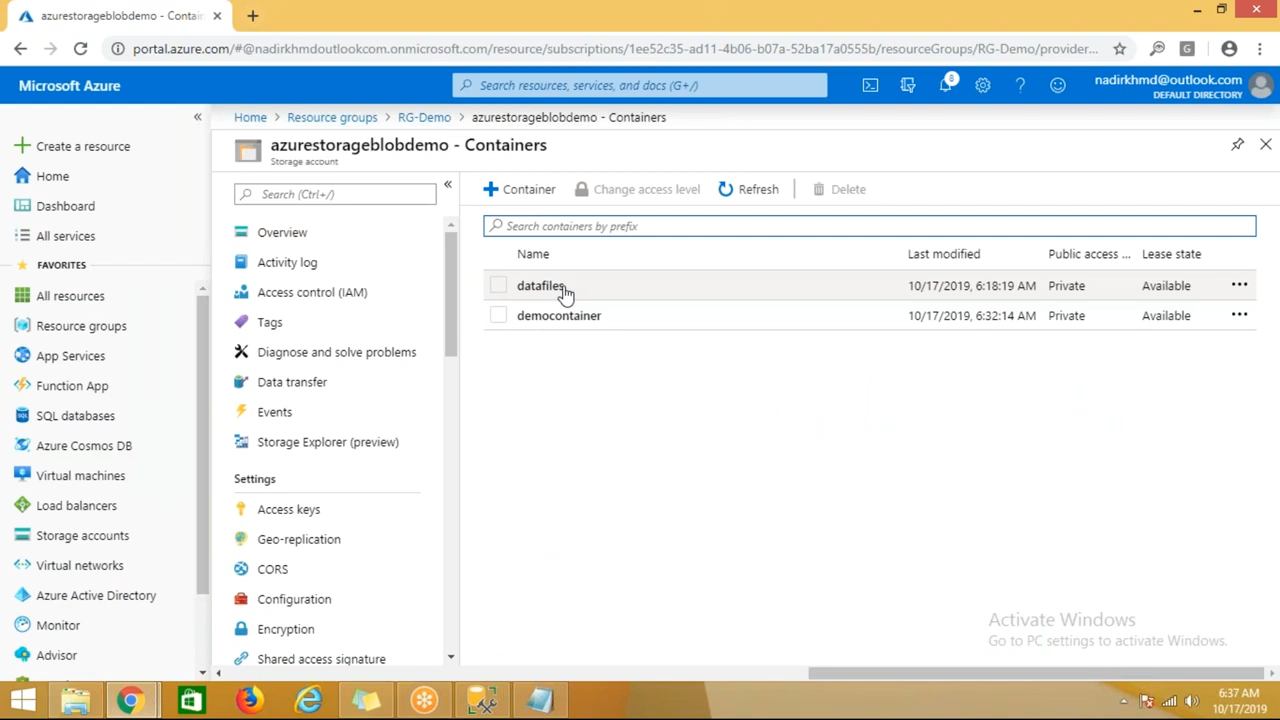 azurestorageblobdemo - Contain
portal.azure.com/#@nadirkhmdoutlookcom.onmicrosoft.com/resource/subscriptions/1ee52c35-ad11-4b06-b07a-52ba17a0555b/resourceGroups/RG-Demo/provider...
Microsoft Azure
Search resources, services, and docs (G+/)
8
nadirkhmd@outlook.com
DEFAULT DIRECTORY
Create a resource
Home
Dashboard
All services
FAVORITES
All resources
Resource groups
App Services
Function App
SQL databases
Azure Cosmos DB
Virtual machines
Load balancers
Storage accounts
Virtual networks
Azure Active Directory
Monitor
Advisor
Home > Resource groups > RG-Demo > azurestorageblobdemo - Containers
azurestorageblobdemo - Containers
Storage account
Search (Ctrl+/)
Overview
Activity log
Access control (IAM)
Tags
Diagnose and solve problems
Data transfer
Events
Storage Explorer (preview)
Settings
Access keys
Geo-replication
CORS
Configuration
Encryption
Shared access signature
Container Change access level Refresh Delete
Search containers by prefix
Name Last modified Public access ... Lease state
datafiles 10/17/2019, 6:18:19 AM Private Available
democontainer 10/17/2019, 6:32:14 AM Private Available
Activate Windows
Go to PC settings to activate Windows.
6:37 AM
10/17/2019